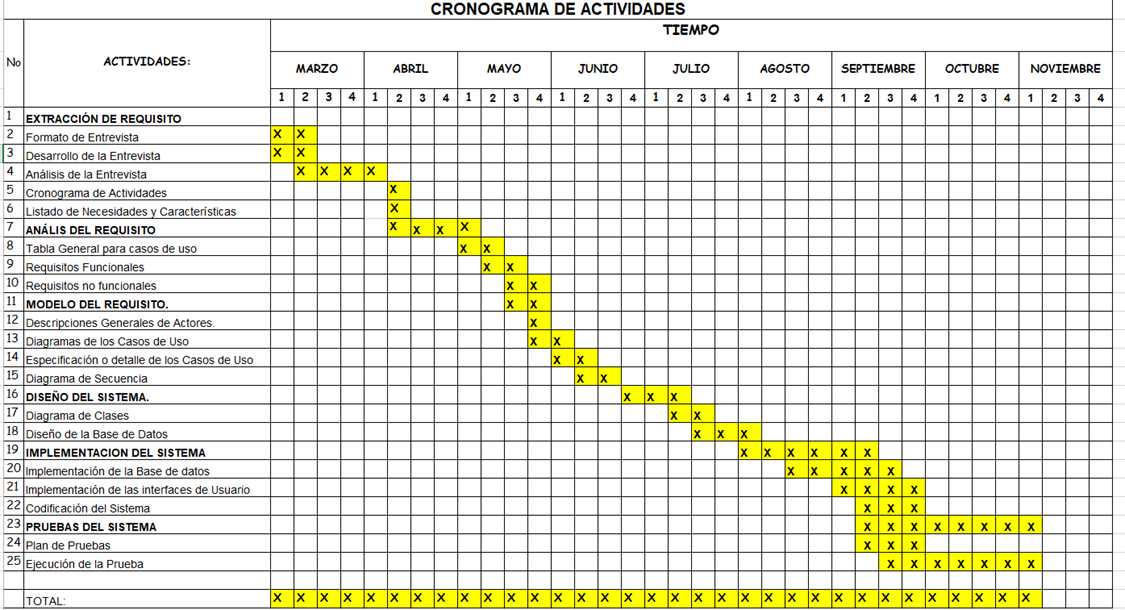 CRONOGRAMA DE ACTIVIDADES
No ACTIVIDADES: TIEMPO
MARZO ABRIL MAYO JUNIO JULIO AGOSTO SEPTIEMBRE OCTUBRE NOVIEMBRE
1 2 3 4 1 2 3 4 1 2 3 4 1 2 3 4 1 2 3 4 1 2 3 4 1 2 3 4 1 2 3 4 1 2 3 4
1 EXTRACCIÓN DE REQUISITO
2 Formato de Entrevista X X
3 Desarrollo de la Entrevista X X
4 Análisis de la Entrevista X X X X
5 Cronograma de Actividades X
6 Listado de Necesidades y Características X
7 ANÁLIS DEL REQUISITO X X X X
8 Tabla General para casos de uso X X
9 Requisitos Funcionales X X
10 Requisitos no funcionales X X
11 MODELO DEL REQUISITO. X X
12 Descripciones Generales de Actores. X
13 Diagramas de los Casos de Uso X X
14 Especificación o detalle de los Casos de Uso X X
15 Diagrama de Secuencia X X
16 DISEÑO DEL SISTEMA. X X X
17 Diagrama de Clases X X
18 Diseño de la Base de Datos X X X
19 IMPLEMENTACION DEL SISTEMA X X X X X X
20 Implementación de la Base de datos X X X X X
21 Implementación de las interfaces de Usuario X X X X
22 Codificación del Sistema X X X
23 PRUEBAS DEL SISTEMA X X X X X X X X
24 Plan de Pruebas X X X
25 Ejecución de la Prueba X X X X X X X
TOTAL: X X X X X X X X X X X X X X X X X X X X X X X X X X X X X X X X X